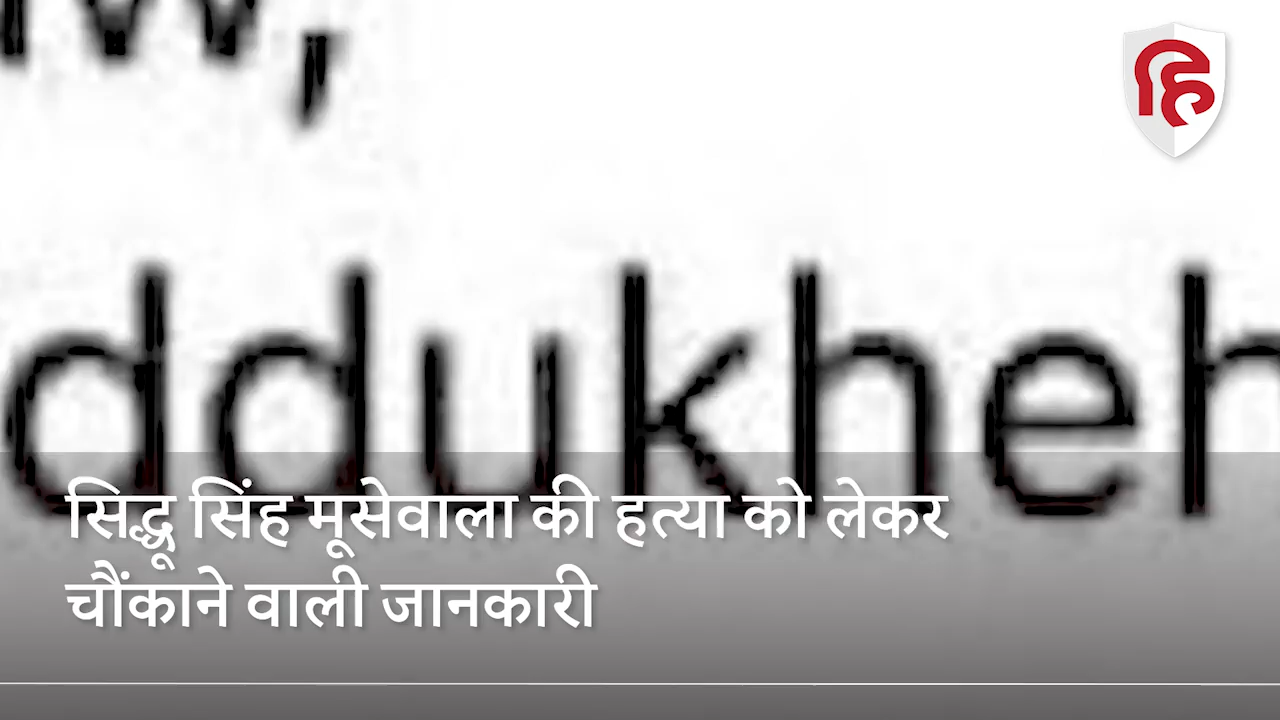 हि
ddukheh
सिद्धू सिंह मूसेवाला की हत्या को लेकर
चौंकाने वाली जानकारी